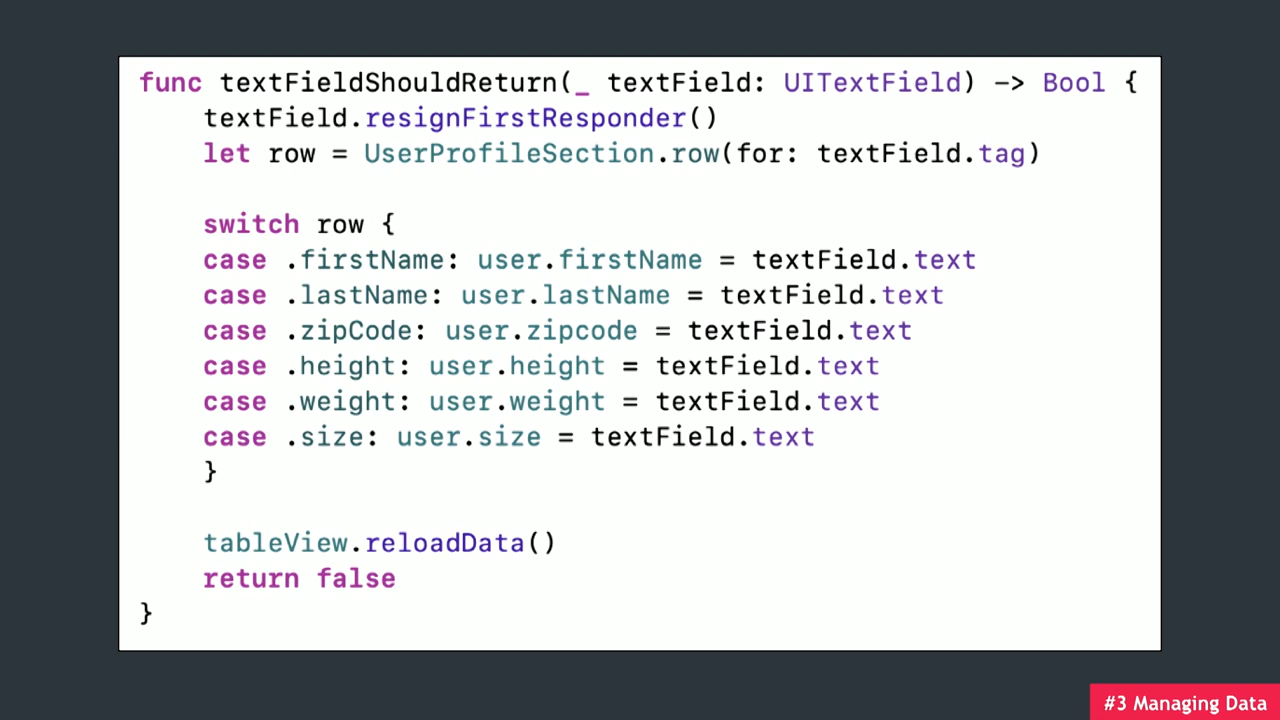 func textFieldShouldReturn(_ textField: UITextField) -> Bool {
textField.resignFirstResponder()
let row = UserProfileSection.row(for: textField.tag)
switch row {
case .firstName: user.firstName = textField.text
case .lastName: user.lastName = textField.text
case .zipCode: user.zipcode = textField.text
case .height: user.height = textField.text
case .weight: user.weight = textField.text
case .size: user.size = textField.text
}
tableView.reloadData()
return false
}
#3 Managing Data